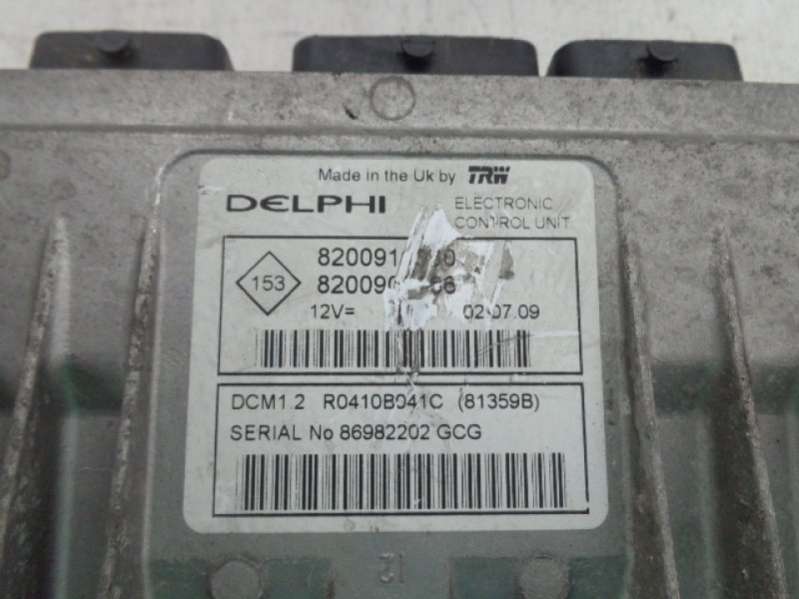 Made in the Uk by TRW
DELPHI
ELECTRONIC
CONTROL UNIT
153
12V=
02.07.09
DCM1.2 R0410B041C (81359B)
SERIAL No 86982202 GCG